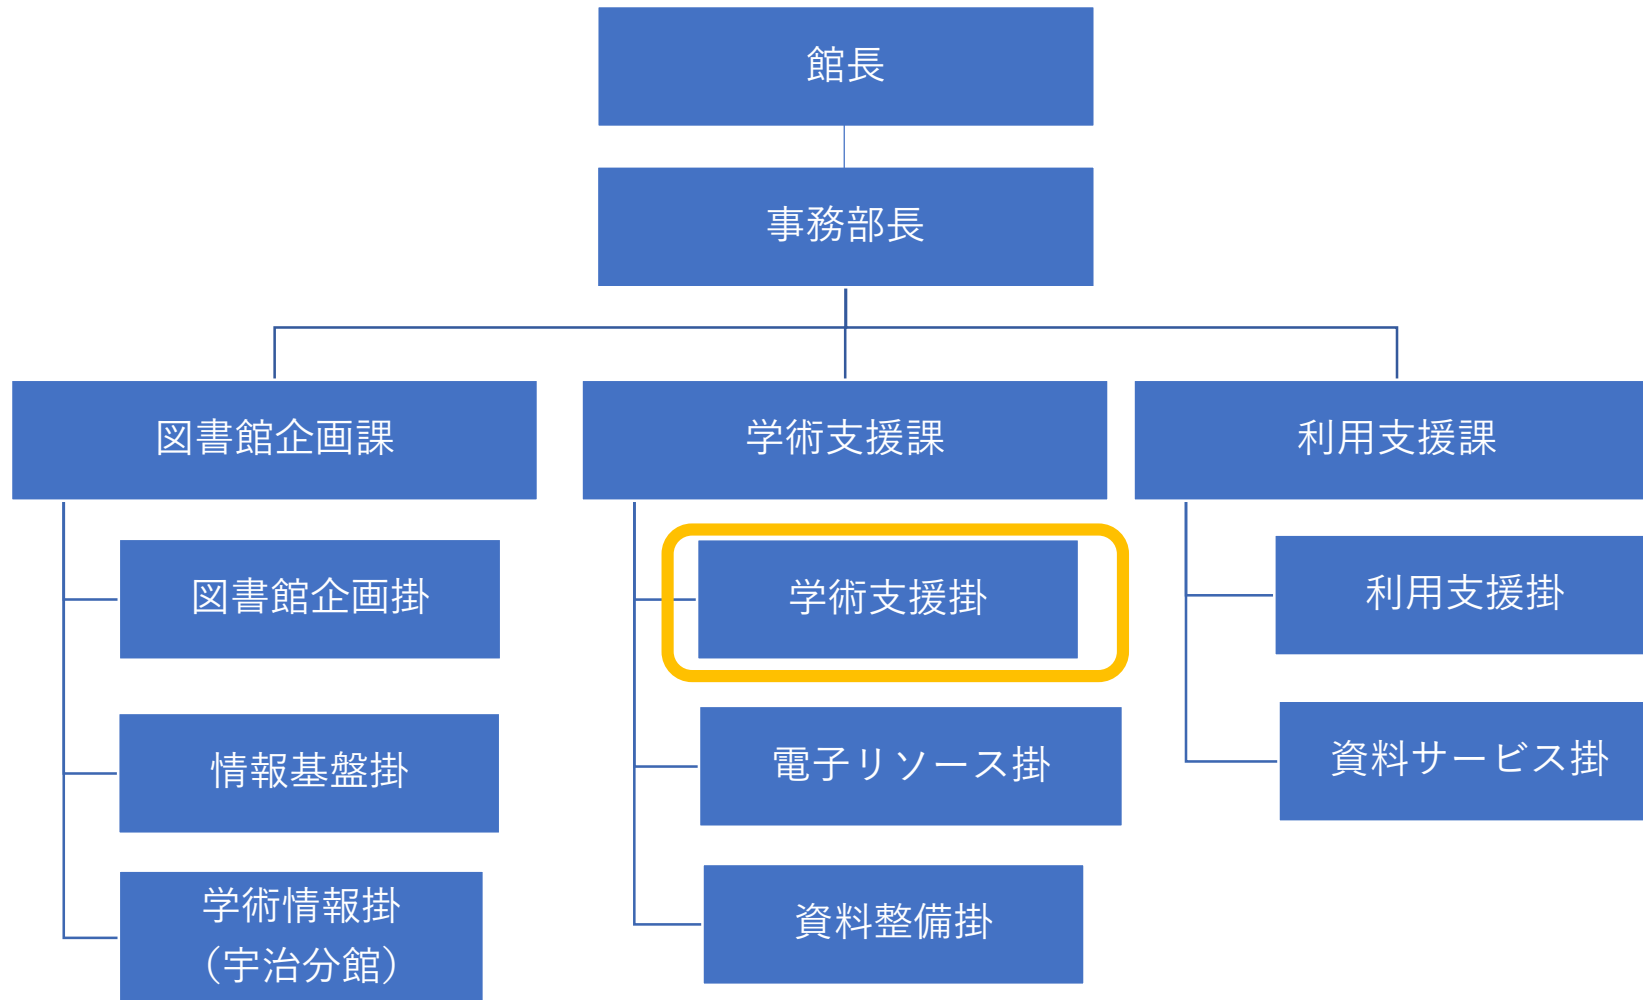 館長
事務部長
図書館企画課
学術支援課
利用支援課
図書館企画掛
学術支援掛
利用支援掛
情報基盤掛
電子リソース掛
資料サービス掛
学術情報掛
（宇治分館）
資料整備掛